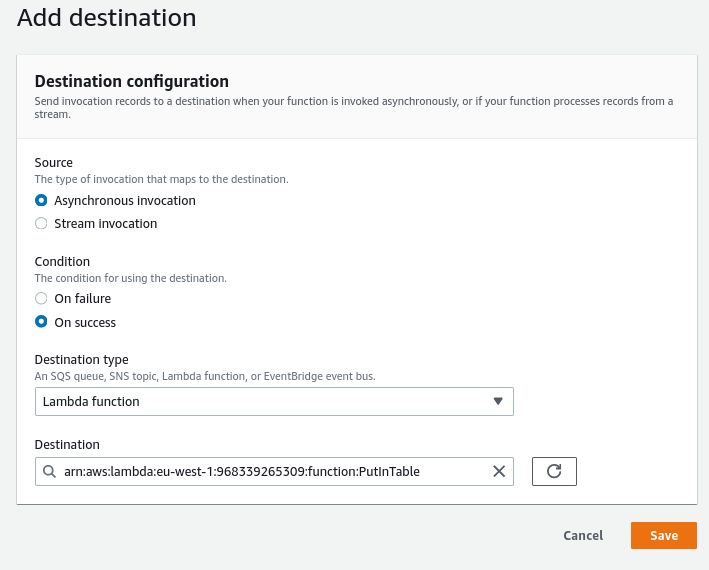 Add destination
Destination configuration
Send invocation records to a destination when your function is invoked asynchronously, or if your function processes records from a
stream.
Source
The type of invocation that maps to the destination.
Asynchronous invocation
Stream invocation
Condition
The condition for using the destination.
On failure
On success
Destination type
An SQS queue, SNS topic, Lambda function, or EventBridge event bus.
Lambda function
Destination
arn:aws:lambda:eu-west-1:968339265309:function:PutInTable
Cancel
Save